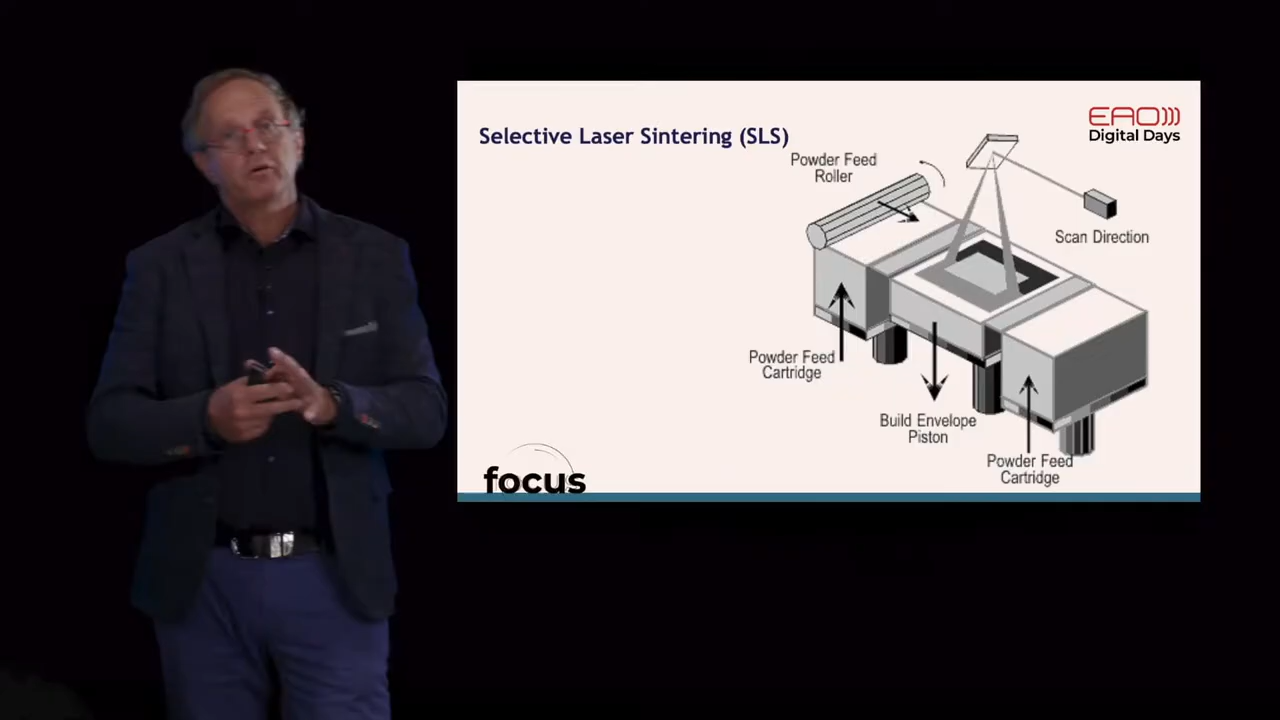 Selective Laser Sintering (SLS)
EAO
Digital Days
Powder Feed
Roller
Scan Direction
Powder Feed
Cartridge
Build Envelope
Piston
Powder Feed
Cartridge
focus